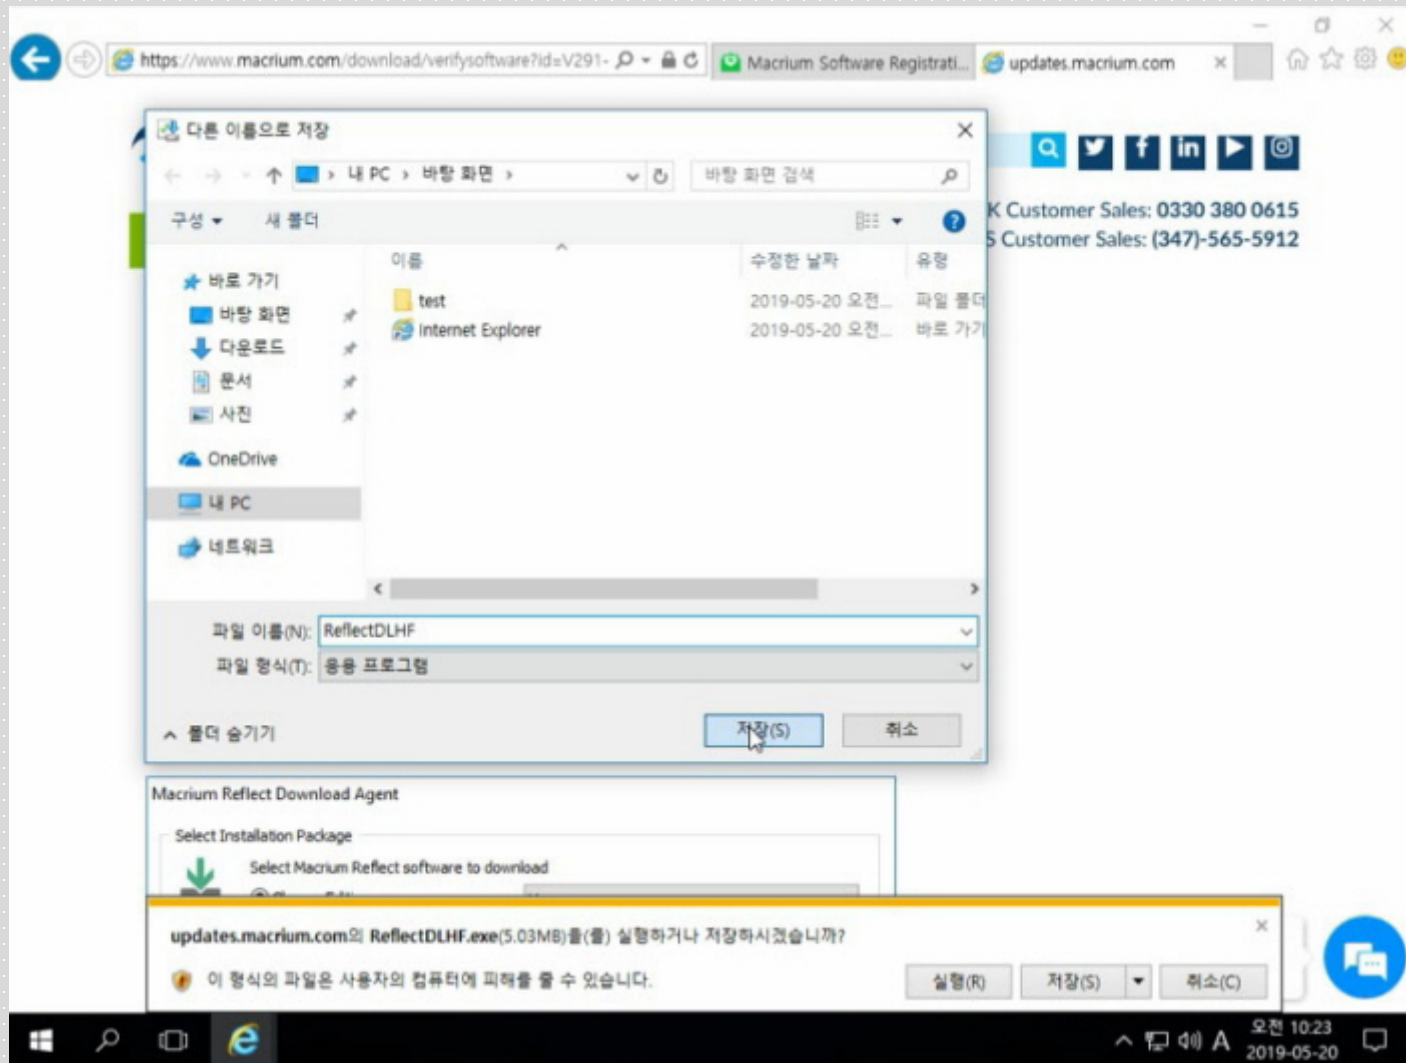 https://www.macrium.com/download/verifysoftware?id=V291-
Macrium Software Registrati...
updates.macrium.com
다른 이름으로 저장
내 PC › 바탕 화면 ›
바탕 화면 검색
구성
새 폴더
K Customer Sales: 0330 380 0615
S Customer Sales: (347)-565-5912
이름 수정한 날짜 유형
바로 가기
test 2019-05-20 오전... 파일 폴더
바탕 화면
Internet Explorer 2019-05-20 오전... 바로 가기
다운로드
문서
사진
OneDrive
내 PC
네트워크
파일 이름(N): ReflectDLHF
파일 형식(T): 응용 프로그램
폴더 숨기기
저장(S)
취소
Macrium Reflect Download Agent
Select Installation Package
Select Macrium Reflect software to download
updates.macrium.com의 ReflectDLHF.exe(5.03MB)을(를) 실행하거나 저장하시겠습니까?
이 형식의 파일은 사용자의 컴퓨터에 피해를 줄 수 있습니다.
실행(R)
저장(S)
취소(C)
A
오전 10:23
2019-05-20